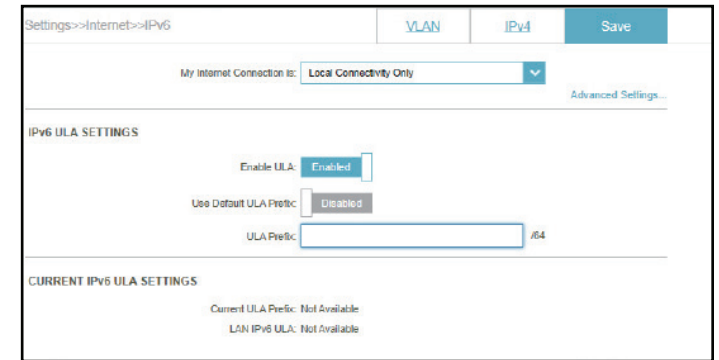 Settings>>Internet>>IPv6 VLAN IPv4 Save
My Internet Connection is: Local Connectivity Only
Advanced Settings...
IPv6 ULA SETTINGS
Enable ULA: Enabled
Use Default ULA Prefix: Disabled
ULA Prefix: /64
CURRENT IPv6 ULA SETTINGS
Current ULA Prefix: Not Available
LAN IPv6 ULA: Not Available